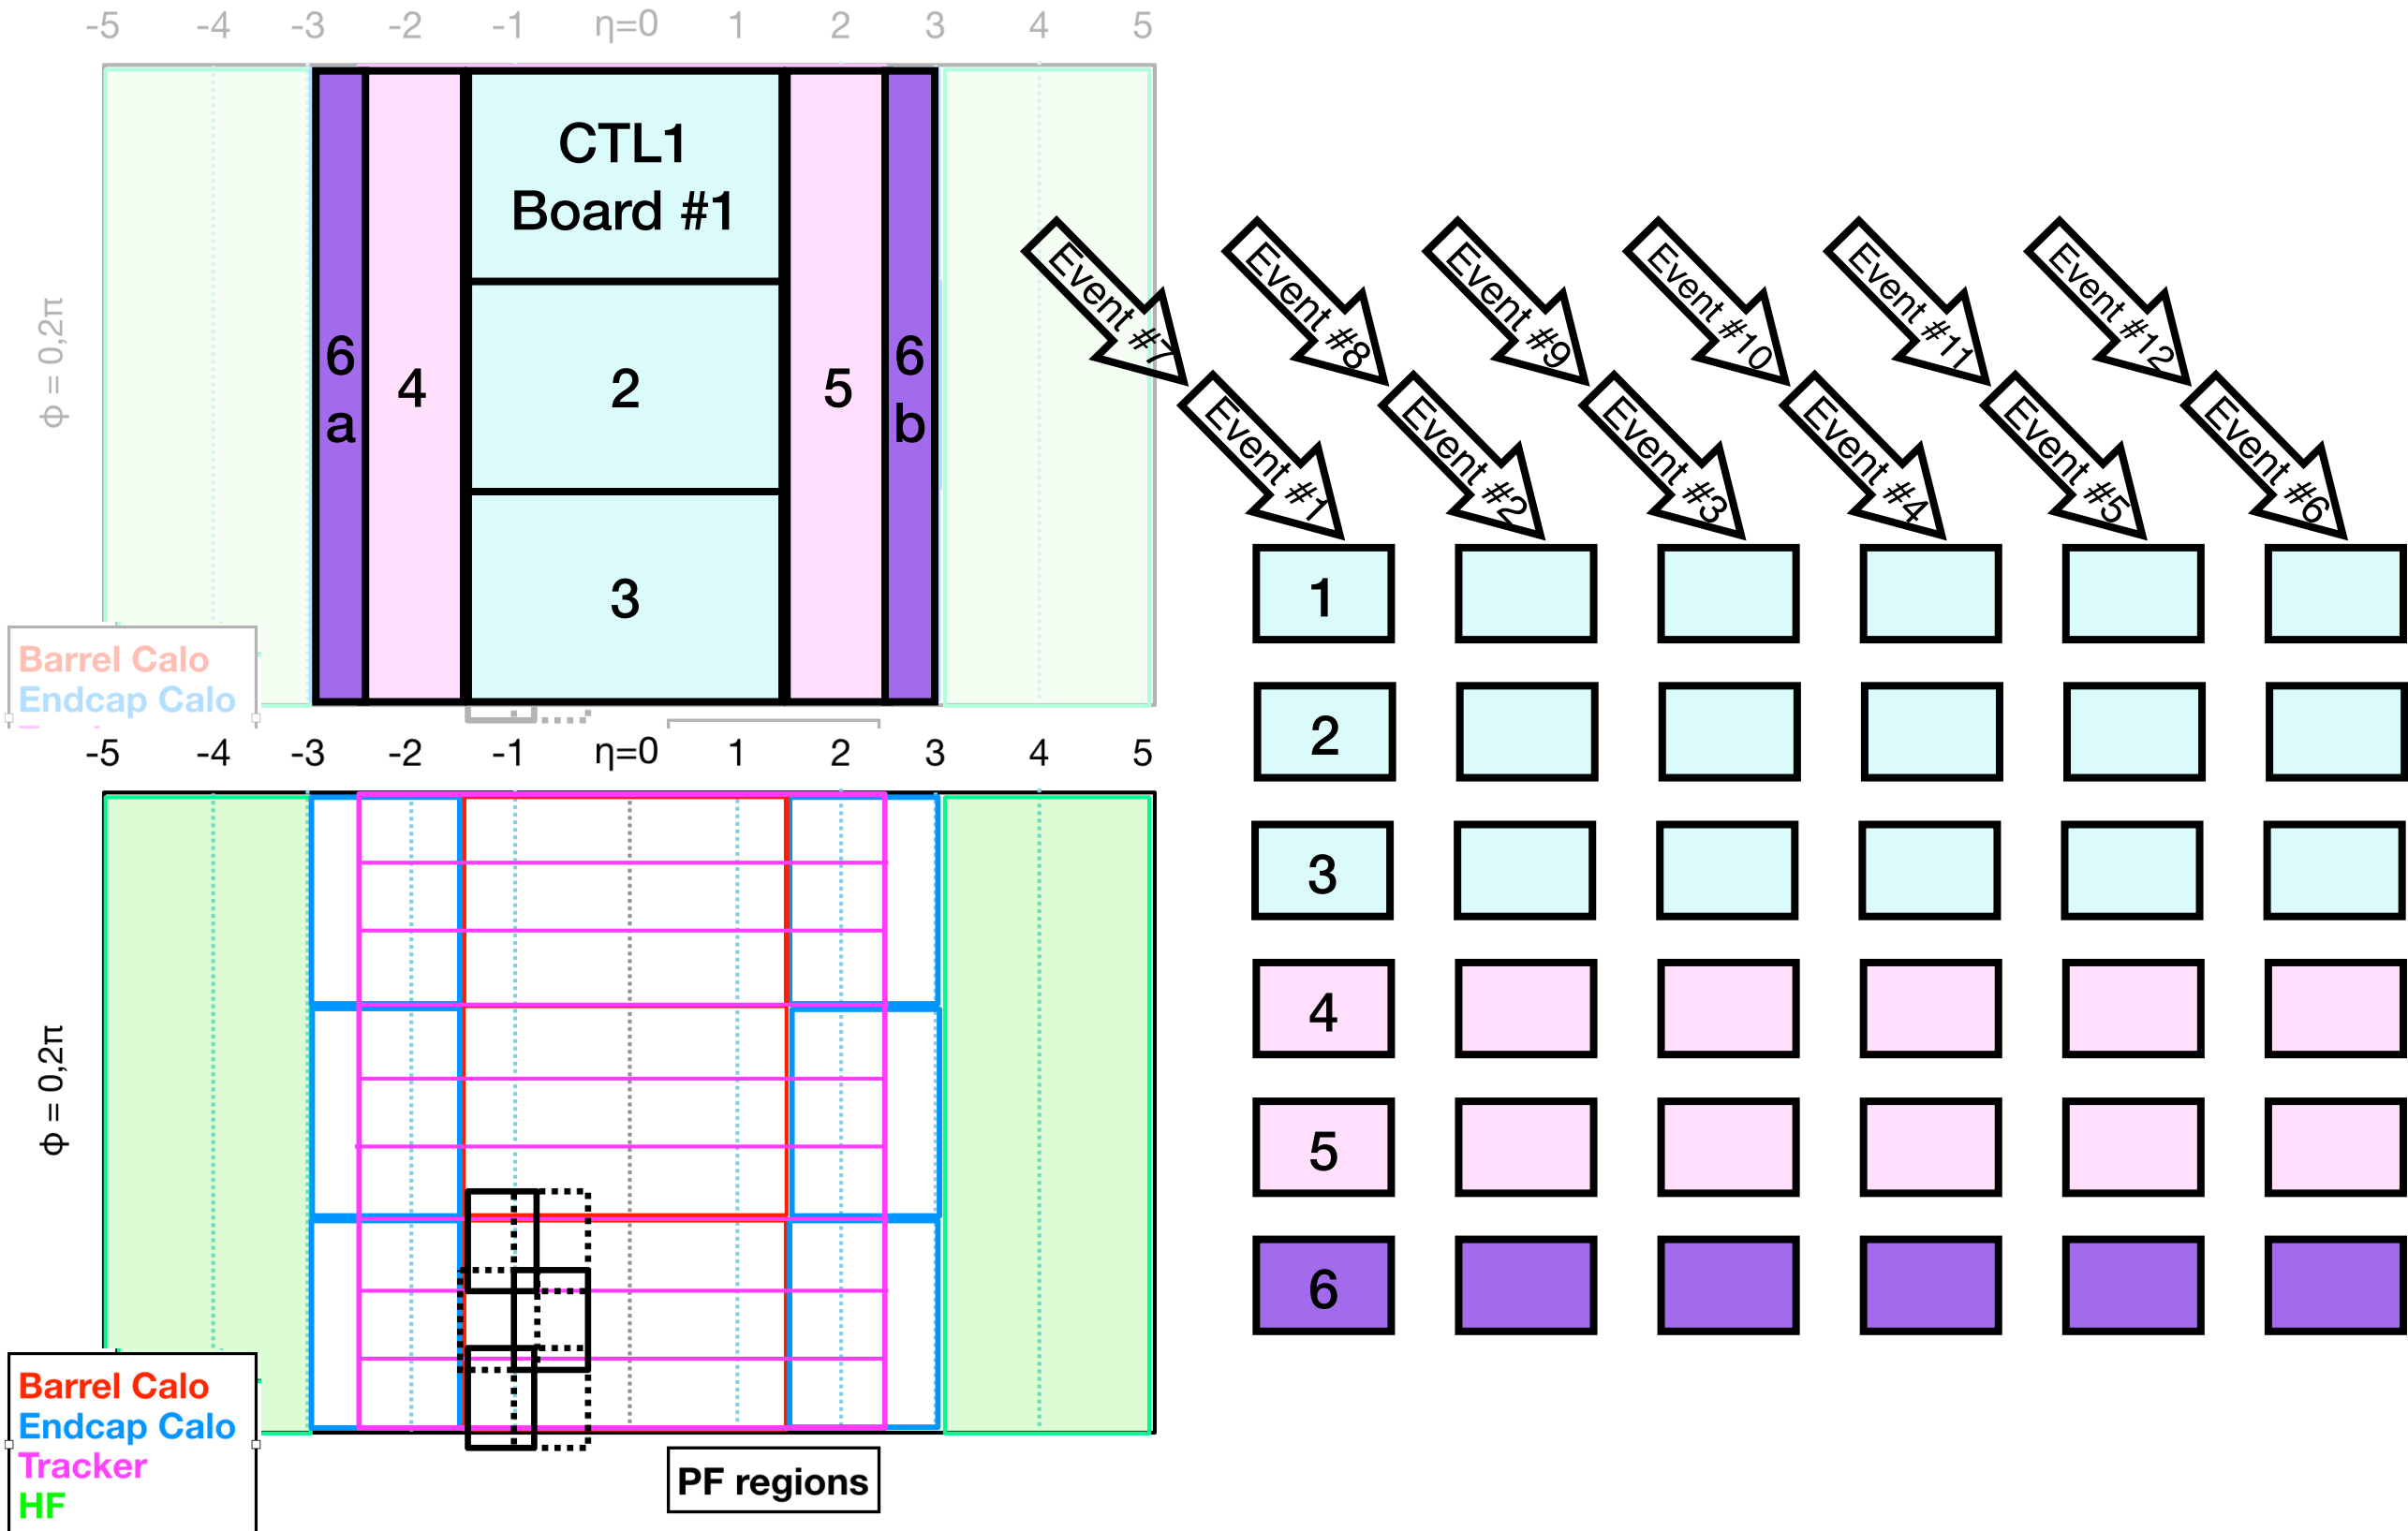 -5 -4 -3 -2 -1 η=0 1 2 3 4 5
ϕ = 0,2π
CTL1
Board #1
2
3
4
5
6
a
6
b
Barrel Calo
Endcap Calo
Event #7
Event #8
Event #9
Event #10
Event #11
Event #12
Event #1
Event #2
Event #3
Event #4
Event #5
Event #6
1
2
3
4
5
6
-5 -4 -3 -2 -1 η=0 1 2 3 4 5
ϕ = 0,2π
Barrel Calo
Endcap Calo
Tracker
HF
PF regions